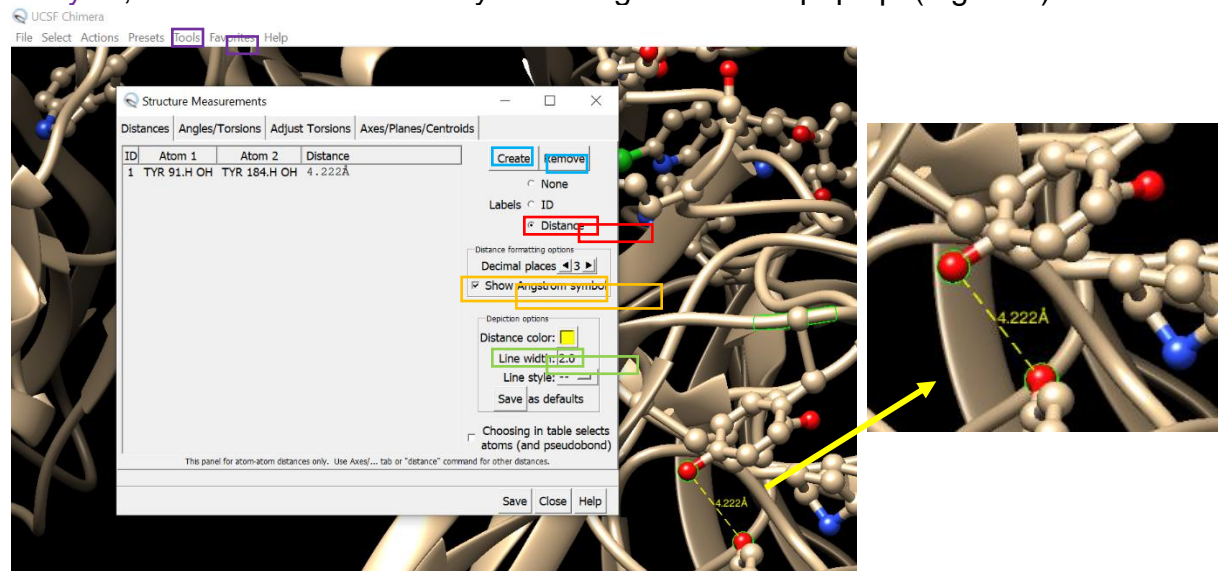 UCSF Chimera
File Select Actions Presets Tools Favorites Help
Structure Measurements
Distances Angles/Torsions Adjust Torsions Axes/Planes/Centroids
ID Atom 1 Atom 2 Distance
1 TYR 91.H OH TYR 184.H OH 4.222Å
Create Remove
None
Labels ID
Distance
Distance formatting options
Decimal places 3
Show Angstrom symbol
Depiction options
Distance color:
Line width: 2.0
Line style: --
Save as defaults
Choosing in table selects
atoms (and pseudobond)
This panel for atom-atom distances only. Use Axes/... tab or "distance" command for other distances.
Save Close Help
4.222Å
4.222Å